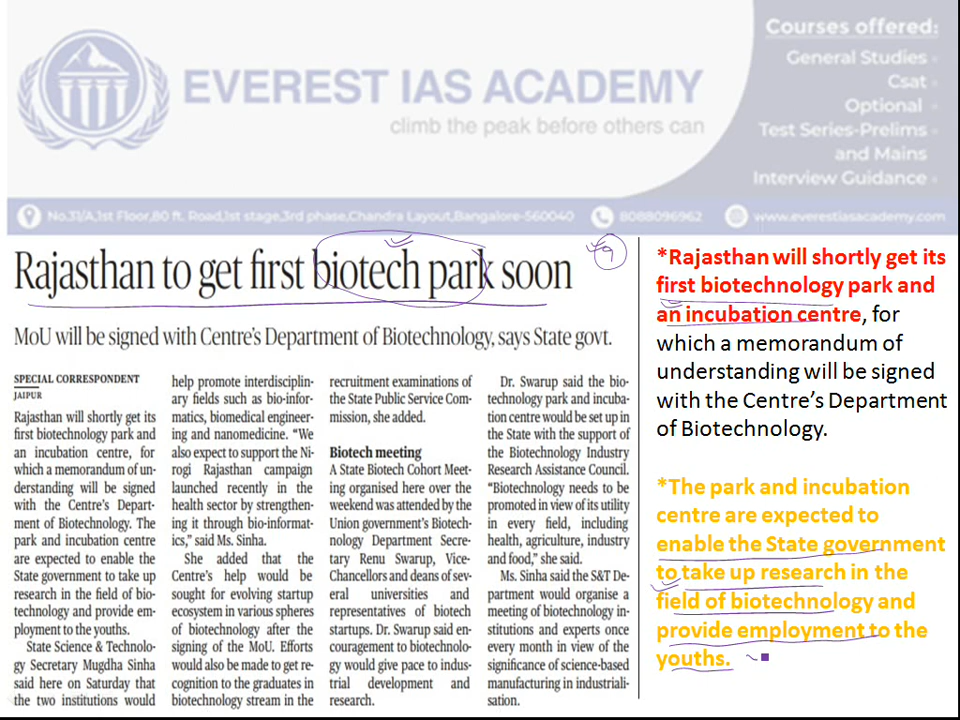 EVEREST IAS ACADEMY
climb the peak before others can
Courses offered:
General Studies
Csat
Optional
Test Series-Prelims
and Mains
Interview Guidance
No.31/A,1st Floor,80 ft. Road,1st stage,3rd phase,Chandra Layout,Bangalore-560040
8088096962
www.everestiasacademy.com
Rajasthan to get first biotech park soon
9
MoU will be signed with Centre's Department of Biotechnology, says State govt.
SPECIAL CORRESPONDENT
JAIPUR
Rajasthan will shortly get its
first biotechnology park and
an incubation centre, for
which a memorandum of un-
derstanding will be signed
with the Centre's Depart-
ment of Biotechnology. The
park and incubation centre
are expected to enable the
State government to take up
research in the field of bio-
technology and provide em-
ployment to the youths.
State Science & Technolo-
gy Secretary Mugdha Sinha
said here on Saturday that
the two institutions would
help promote interdisciplin-
ary fields such as bio-infor-
matics, biomedical engineer-
ing and nanomedicine. "We
also expect to support the Ni-
rogi Rajasthan campaign
launched recently in the
health sector by strengthen-
ing it through bio-informat-
ics," said Ms. Sinha.
She added that the
Centre's help would be
sought for evolving startup
ecosystem in various spheres
of biotechnology after the
signing of the MoU. Efforts
would also be made to get re-
cognition to the graduates in
biotechnology stream in the
recruitment examinations of
the State Public Service Com-
mission, she added.
Biotech meeting
A State Biotech Cohort Meet-
ing organised here over the
weekend was attended by the
Union government's Biotech-
nology Department Secre-
tary Renu Swarup, Vice-
Chancellors and deans of sev-
eral universities and
representatives of biotech
startups. Dr. Swarup said en-
couragement to biotechnolo-
gy would give pace to indus-
trial development and
research.
Dr. Swarup said the bio-
technology park and incuba-
tion centre would be set up in
the State with the support of
the Biotechnology Industry
Research Assistance Council.
"Biotechnology needs to be
promoted in view of its utility
in every field, including
health, agriculture, industry
and food," she said.
Ms. Sinha said the S&T De-
partment would organise a
meeting of biotechnology in-
stitutions and experts once
every month in view of the
significance of science-based
manufacturing in industriali-
sation.
*Rajasthan will shortly get its
first biotechnology park and
an incubation centre, for
which a memorandum of
understanding will be signed
with the Centre's Department
of Biotechnology.
*The park and incubation
centre are expected to
enable the State government
to take up research in the
field of biotechnology and
provide employment to the
youths.